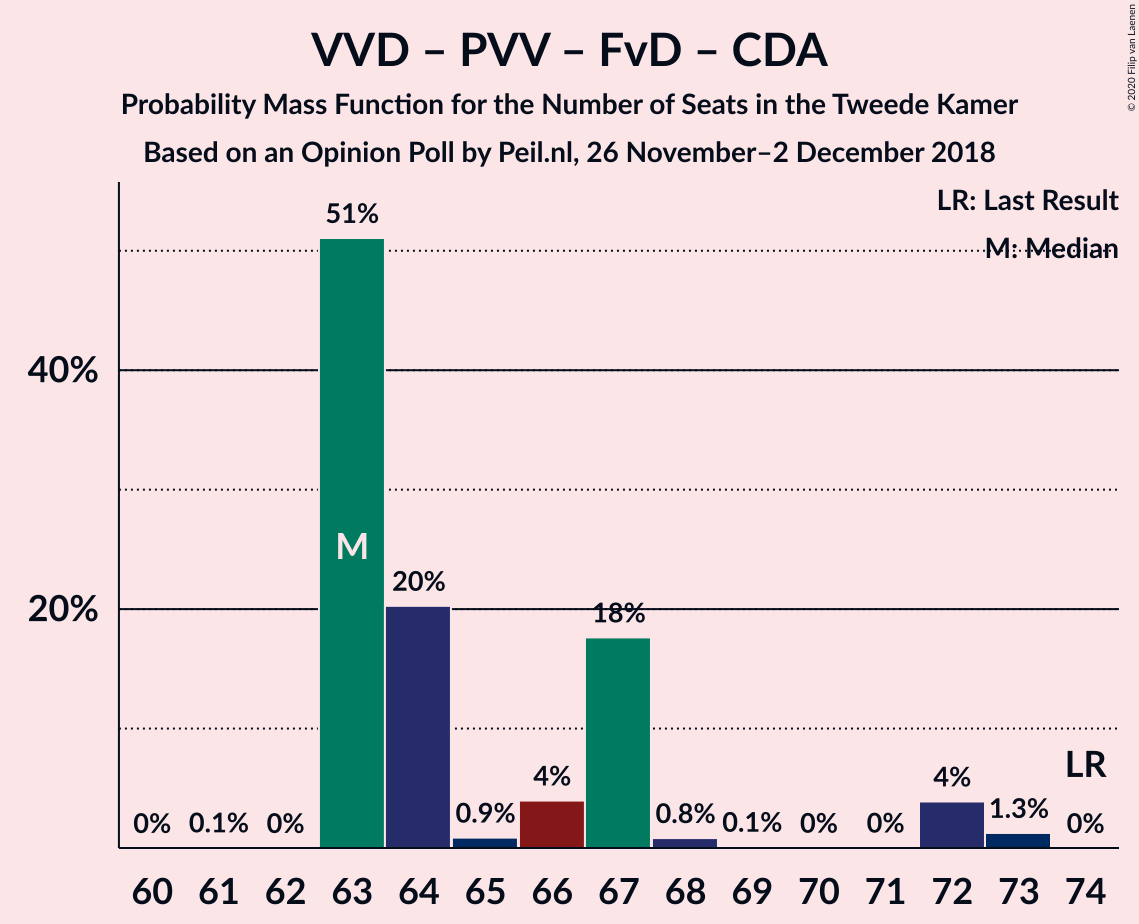 VVD – PVV – FvD – CDA
Probability Mass Function for the Number of Seats in the Tweede Kamer
Based on an Opinion Poll by Peil.nl, 26 November–2 December 2018
© 2020 Filip van Laenen
LR: Last Result
M: Median
40%
20%
0%
0.1%
0%
51%
M
20%
0.9%
4%
18%
0.8%
0.1%
0%
0%
4%
1.3%
LR
0%
60 61 62 63 64 65 66 67 68 69 70 71 72 73 74